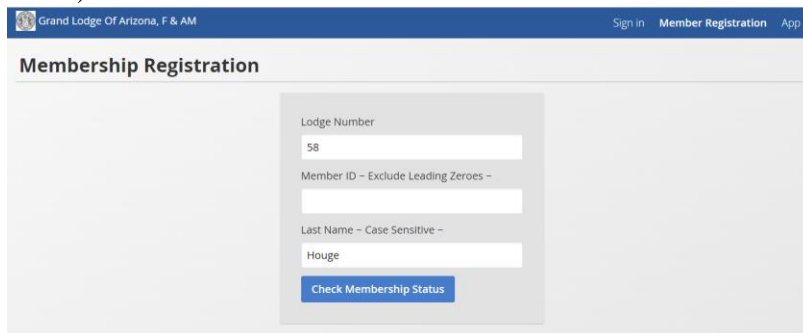 Grand Lodge Of Arizona, F & AM
Sign in Member Registration App
Membership Registration
Lodge Number
58
Member ID ~ Exclude Leading Zeroes ~
Last Name ~ Case Sensitive ~
Houge
Check Membership Status